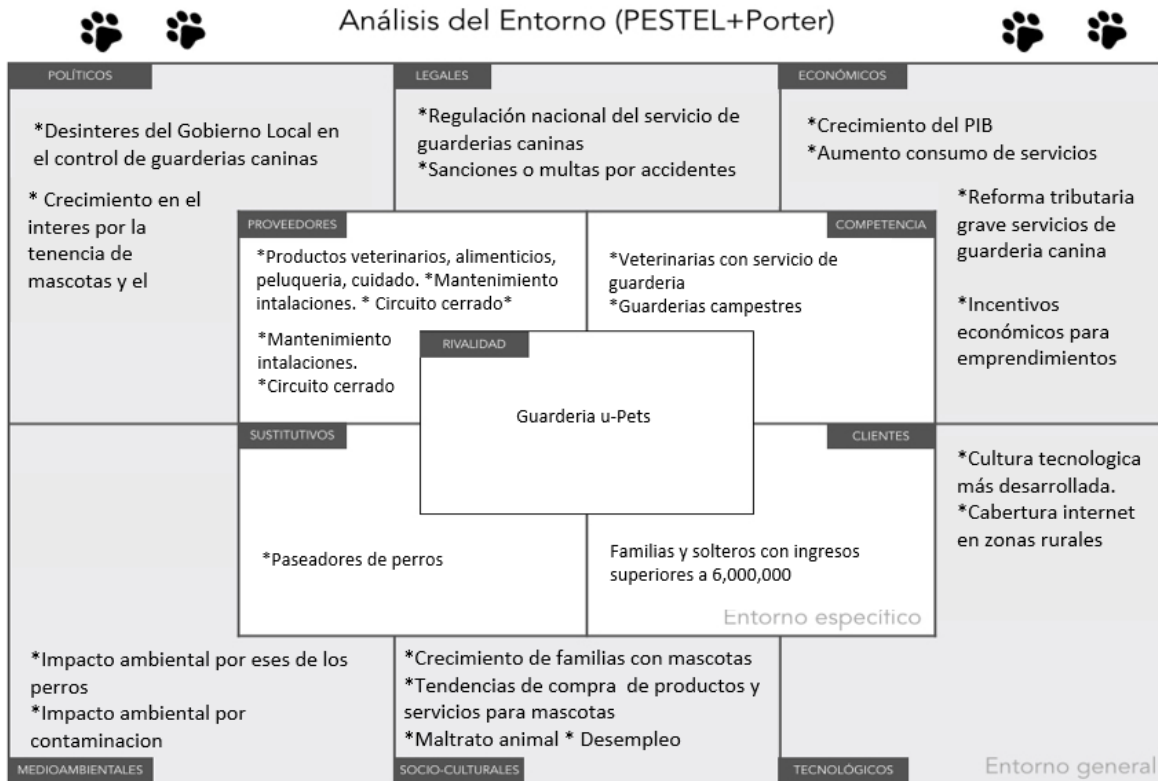 Análisis del Entorno (PESTEL+Porter)
POLÍTICOS
*Desinteres del Gobierno Local en
el control de guarderias caninas
* Crecimiento en el
interes por la
tenencia de
mascotas y el
LEGALES
*Regulación nacional del servicio de
guarderias caninas
*Sanciones o multas por accidentes
ECONÓMICOS
*Crecimiento del PIB
*Aumento consumo de servicios
*Reforma tributaria
grave servicios de
guarderia canina
*Incentivos
económicos para
emprendimientos
PROVEEDORES
*Productos veterinarios, alimenticios,
peluqueria, cuidado. *Mantenimiento
intalaciones. * Circuito cerrado*
*Mantenimiento
intalaciones.
*Circuito cerrado
COMPETENCIA
*Veterinarias con servicio de
guarderia
*Guarderias campestres
RIVALIDAD
Guarderia u-Pets
SUSTITUTIVOS
*Paseadores de perros
CLIENTES
Familias y solteros con ingresos
superiores a 6,000,000
Entorno específico
*Cultura tecnologica
más desarrollada.
*Cabertura internet
en zonas rurales
*Impacto ambiental por eses de los
perros
*Impacto ambiental por
contaminacion
MEDIOAMBIENTALES
*Crecimiento de familias con mascotas
*Tendencias de compra de productos y
servicios para mascotas
*Maltrato animal * Desempleo
SOCIO-CULTURALES
TECNOLÓGICOS
Entorno general